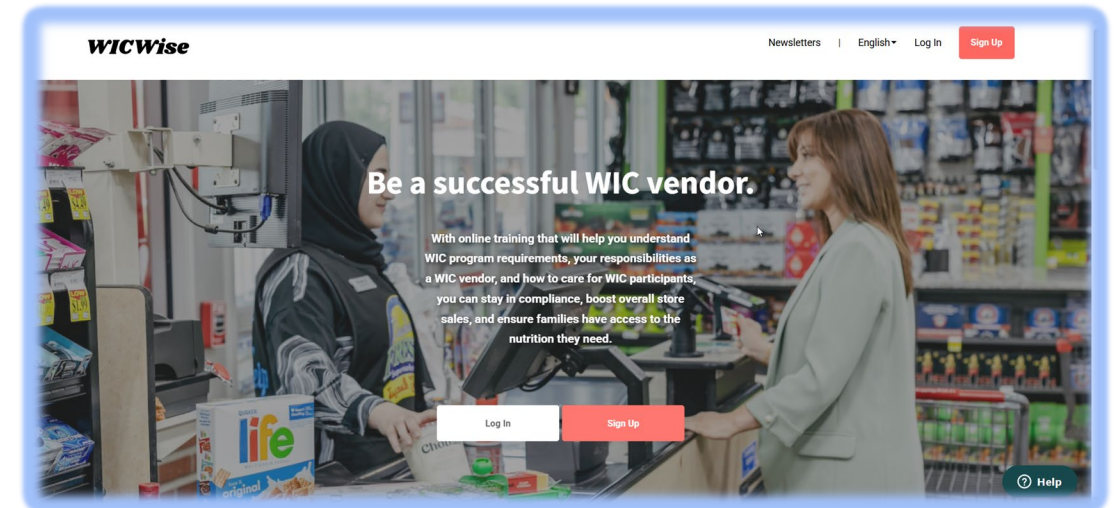 WICWise
Newsletters | English Log In Sign Up
Be a successful WIC vendor.
With online training that will help you understand
WIC program requirements, your responsibilities as
a WIC vendor, and how to care for WIC participants,
you can stay in compliance, boost overall store
sales, and ensure families have access to the
nutrition they need.
Log In Sign Up
QUAKER
life
original
Help